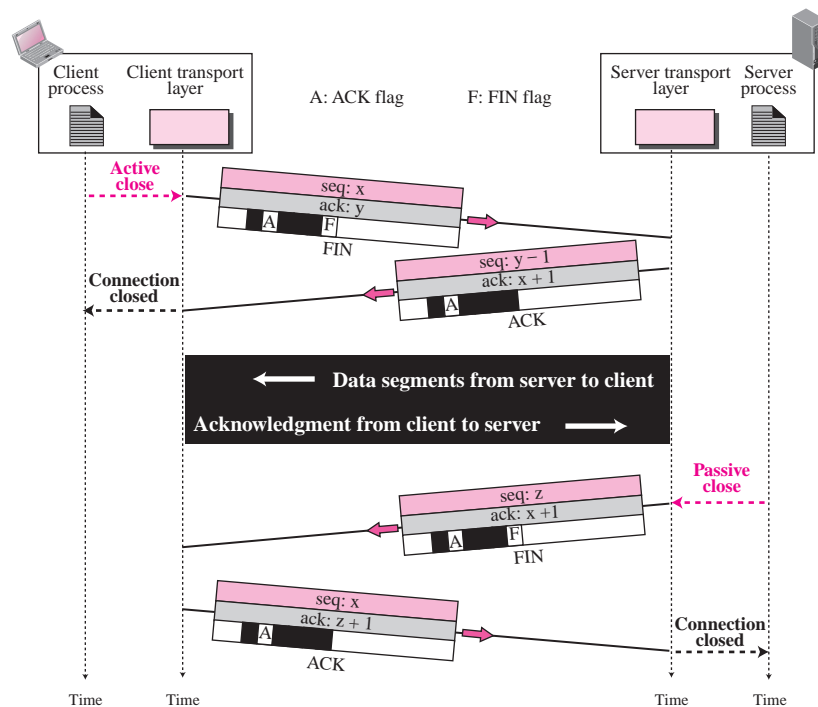 Client process
Client transport layer
A: ACK flag
F: FIN flag
Server transport layer
Server process
Active close
seq: x
ack: y
A
F
FIN
seq: y − 1
ack: x + 1
A
ACK
Connection closed
Data segments from server to client
Acknowledgment from client to server
Passive close
seq: z
ack: x +1
A
F
FIN
seq: x
ack: z + 1
A
ACK
Connection closed
Time
Time
Time
Time